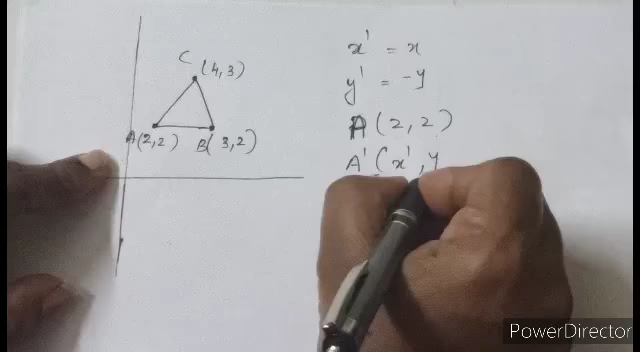 C
(4,3)
A(2,2) B(3,2)
x' = x
y' = -y
A (2,2)
A' (x', y
PowerDirector